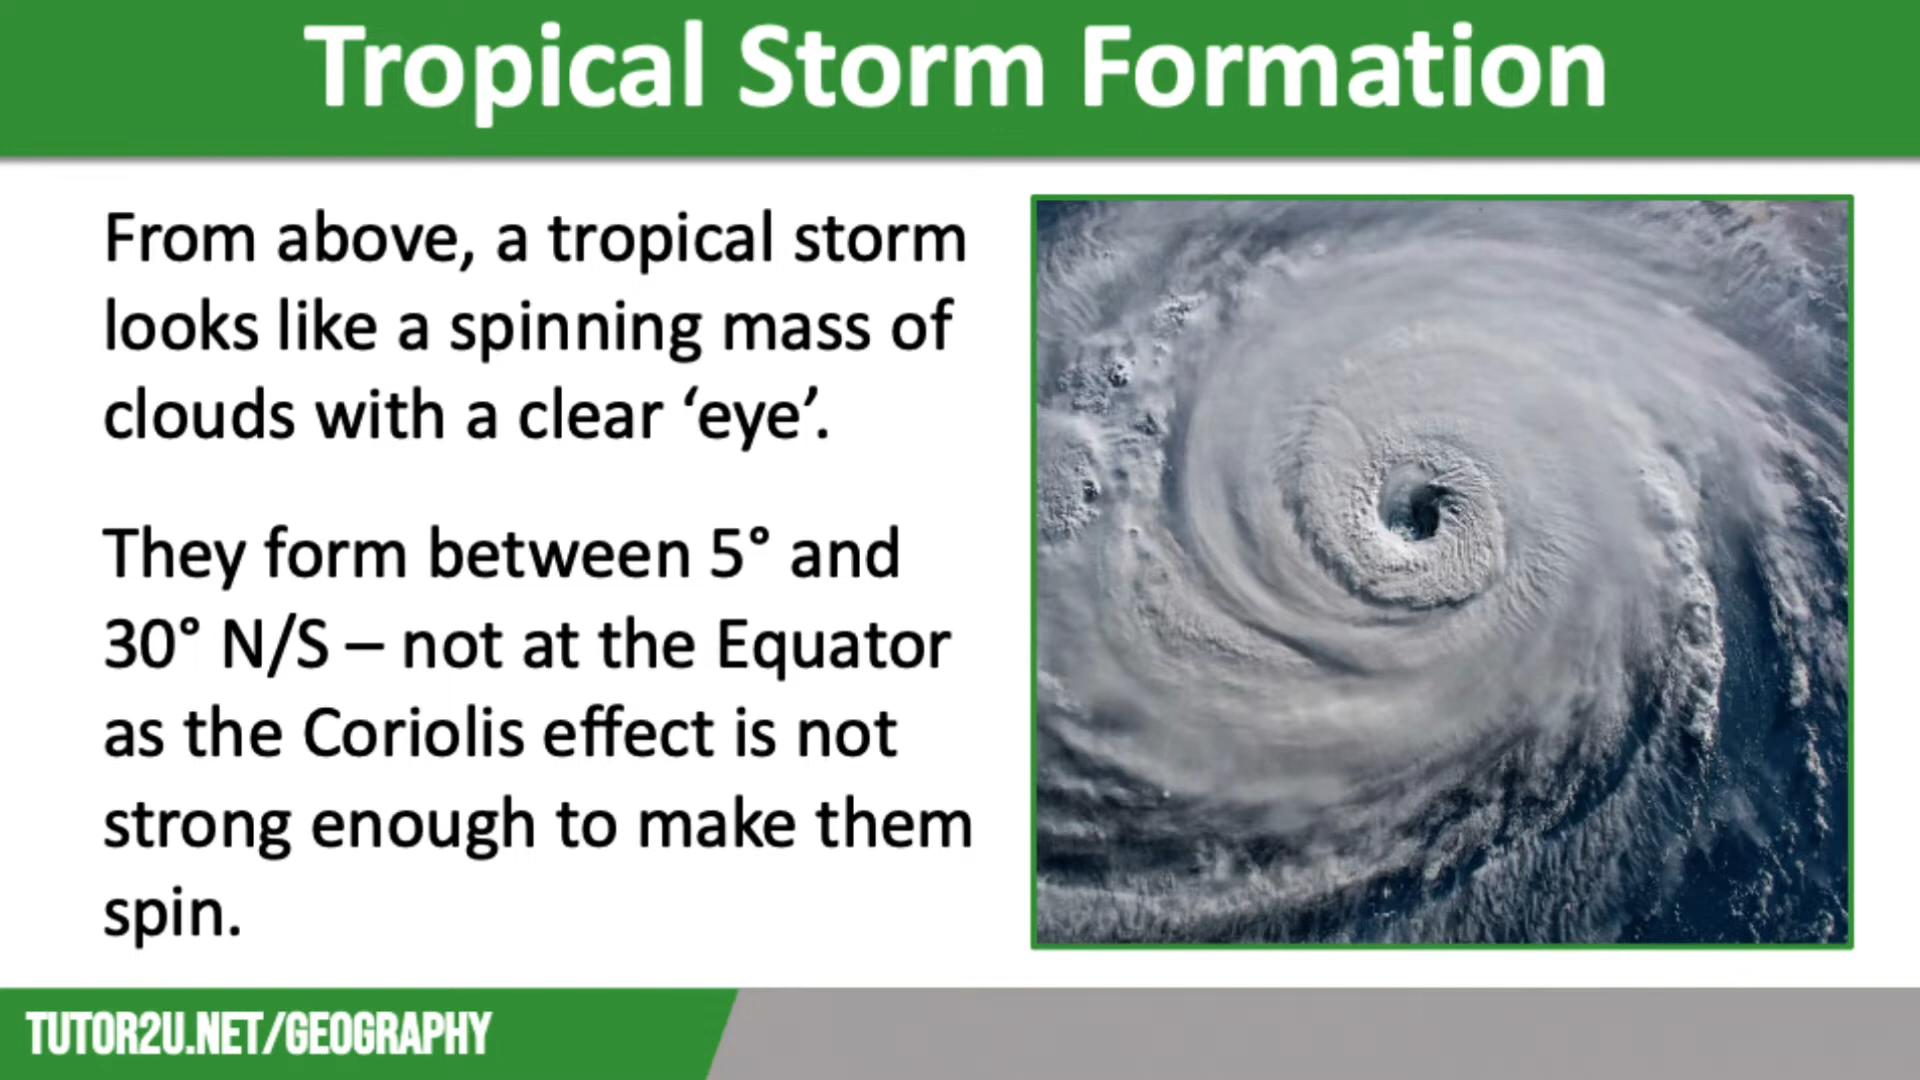 Tropical Storm Formation
From above, a tropical storm
looks like a spinning mass of
clouds with a clear ‘eye’.
They form between 5° and
30° N/S – not at the Equator
as the Coriolis effect is not
strong enough to make them
spin.
TUTOR2U.NET/GEOGRAPHY